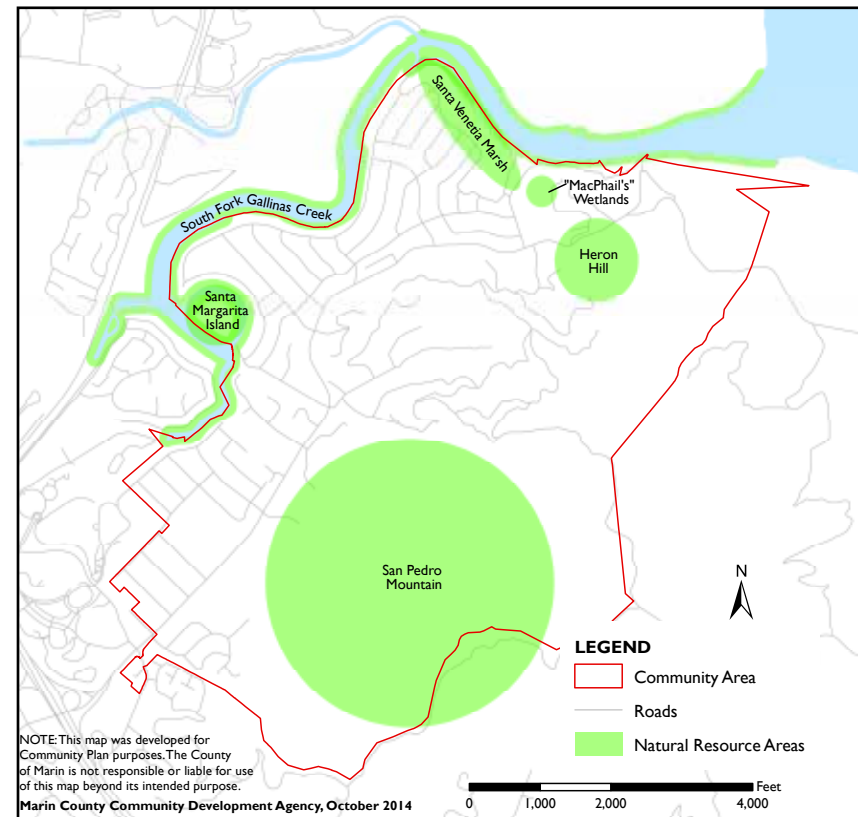 Santa Venetia Marsh
"MacPhail's"
Wetlands
South Fork Gallinas Creek
Heron
Hill
Santa
Margarita
Island
San Pedro
Mountain
N
LEGEND
Community Area
Roads
Natural Resource Areas
NOTE:This map was developed for
Community Plan purposes.The County
of Marin is not responsible or liable for use
of this map beyond its intended purpose.
Marin County Community Development Agency, October 2014
Feet
0 1,000 2,000 4,000